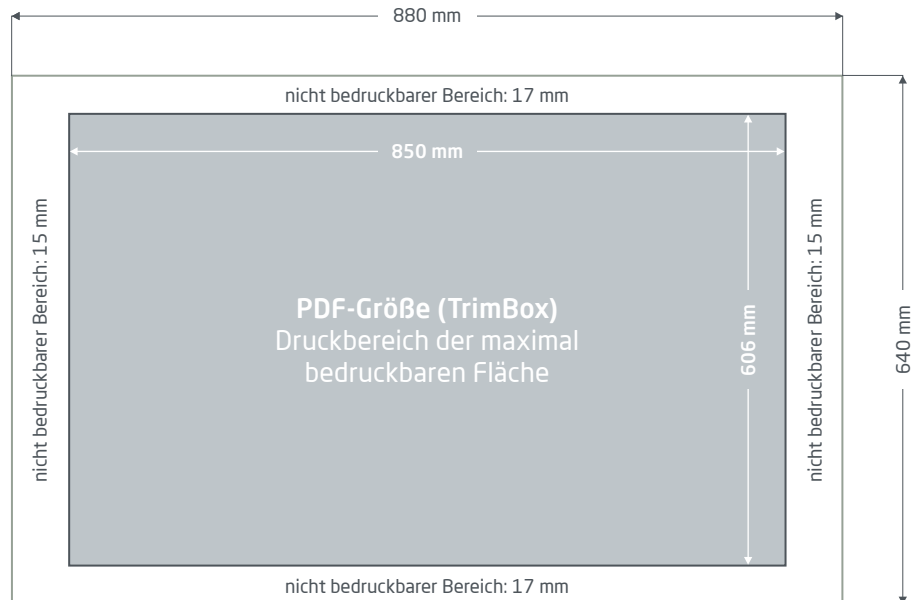 880 mm
nicht bedruckbarer Bereich: 17 mm
850 mm
nicht bedruckbarer Bereich: 15 mm
PDF-Größe (TrimBox)
Druckbereich der maximal
bedruckbaren Fläche
606 mm
nicht bedruckbarer Bereich: 15 mm
640 mm
nicht bedruckbarer Bereich: 17 mm